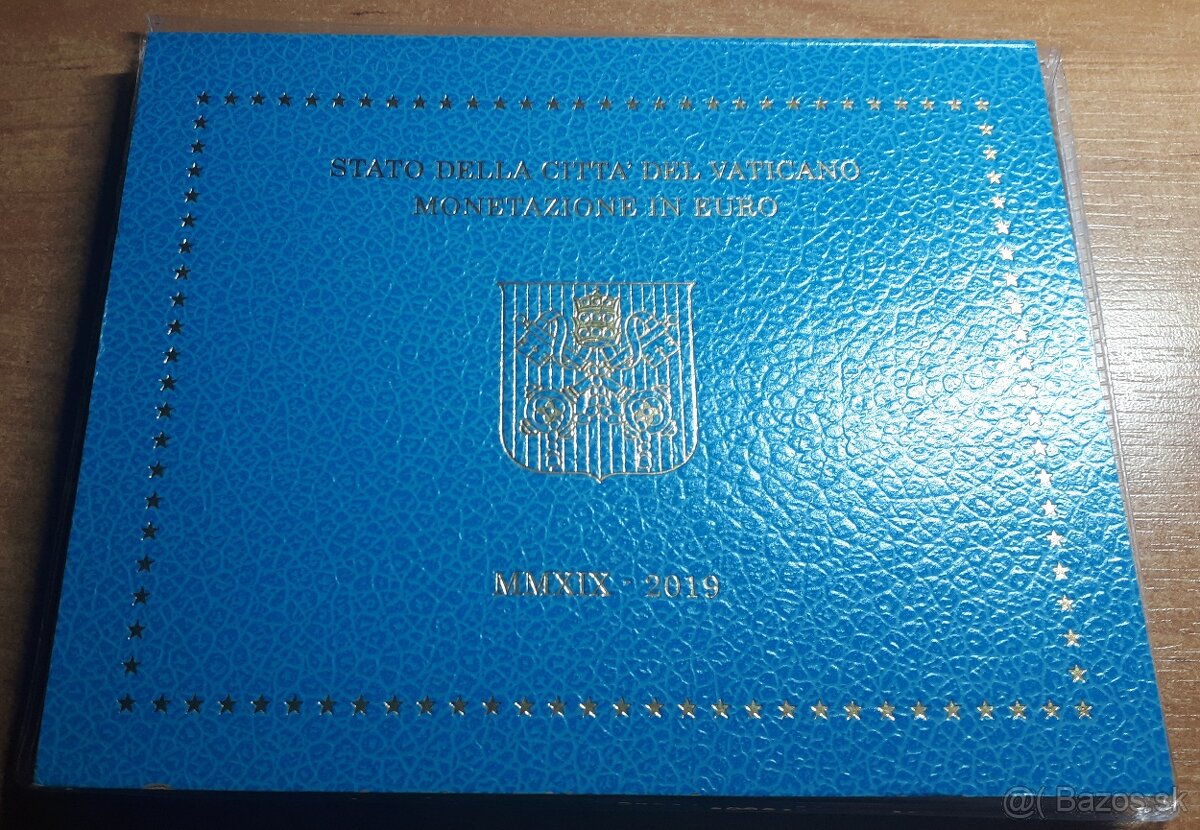 STATO DELLA CITTA' DEL VATICANO
MONETAZIONE IN EURO
MMXIX - 2019
@( Bazos.sk